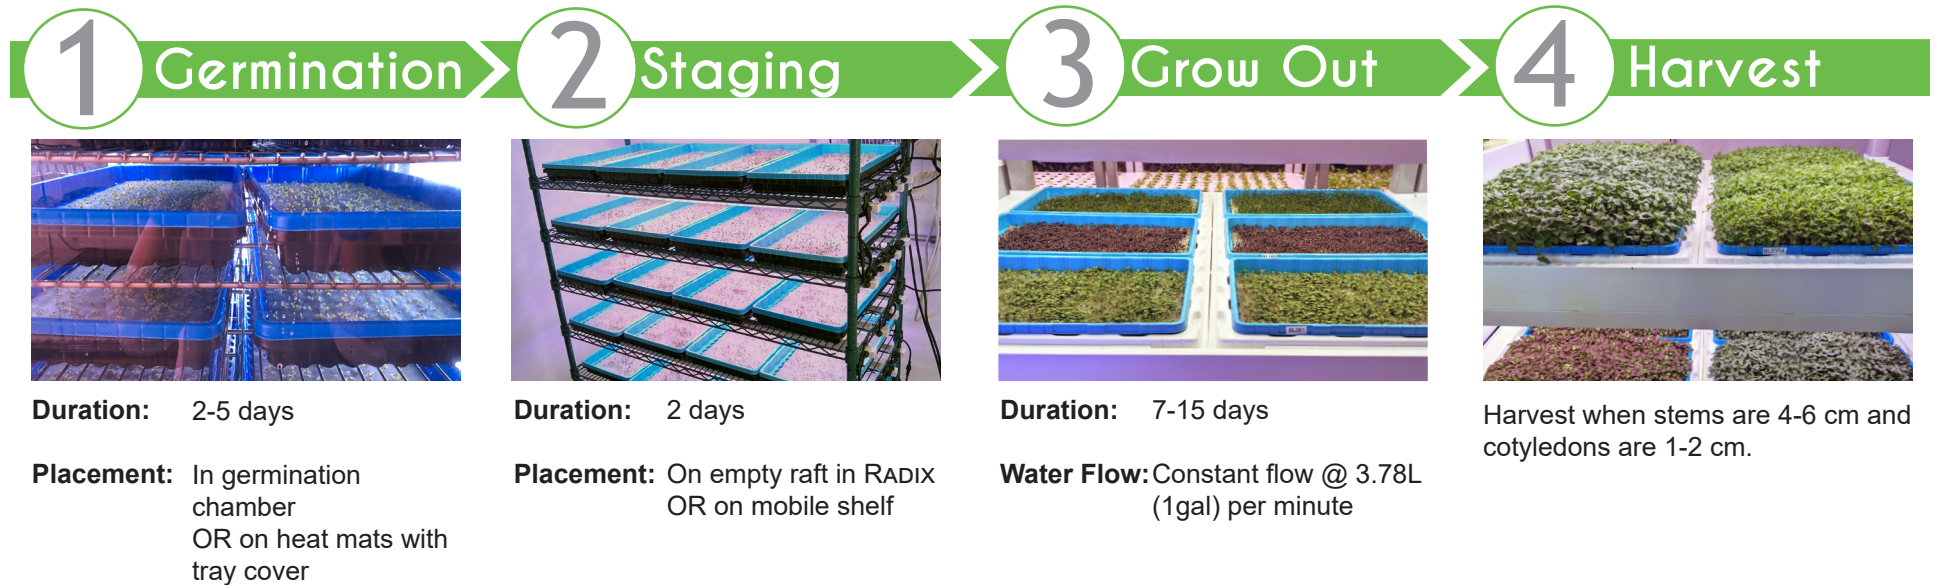 1 Germination
2 Staging
3 Grow Out
4 Harvest
Duration: 2-5 days
Placement: In germination
chamber
OR on heat mats with
tray cover
Duration: 2 days
Placement: On empty raft in RADIX
OR on mobile shelf
Duration: 7-15 days
Water Flow: Constant flow @ 3.78L
(1gal) per minute
Harvest when stems are 4-6 cm and
cotyledons are 1-2 cm.